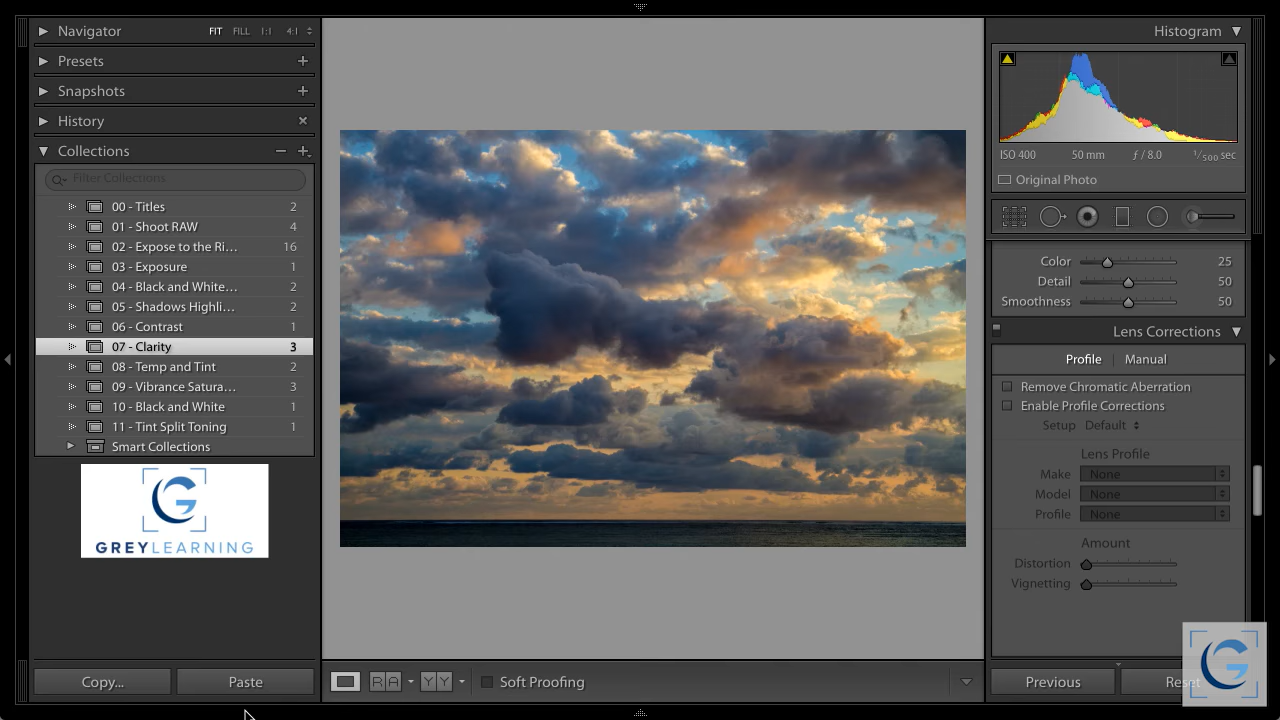 Navigator FIT FILL 1:1 4:1
Presets
Snapshots
History
Collections
Filter Collections
00 - Titles 2
01 - Shoot RAW 4
02 - Expose to the Ri... 16
03 - Exposure 1
04 - Black and White... 2
05 - Shadows Highli... 2
06 - Contrast 1
07 - Clarity 3
08 - Temp and Tint 2
09 - Vibrance Satura... 3
10 - Black and White 1
11 - Tint Split Toning 1
Smart Collections
GREYLEARNING
Copy... Paste
R A Y Y Soft Proofing
Histogram
ISO 400 50 mm ƒ / 8.0 1/500 sec
Original Photo
Color 25
Detail 50
Smoothness 50
Lens Corrections
Profile | Manual
Remove Chromatic Aberration
Enable Profile Corrections
Setup Default
Lens Profile
Make None
Model None
Profile None
Amount
Distortion
Vignetting
Previous Reset